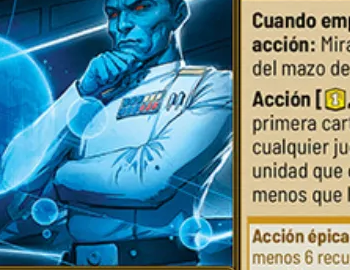 Cuando emp
acción: Mira
del mazo de
Acción [1,
primera cart
cualquier ju
unidad que
menos que
Acción épica
menos 6 recu